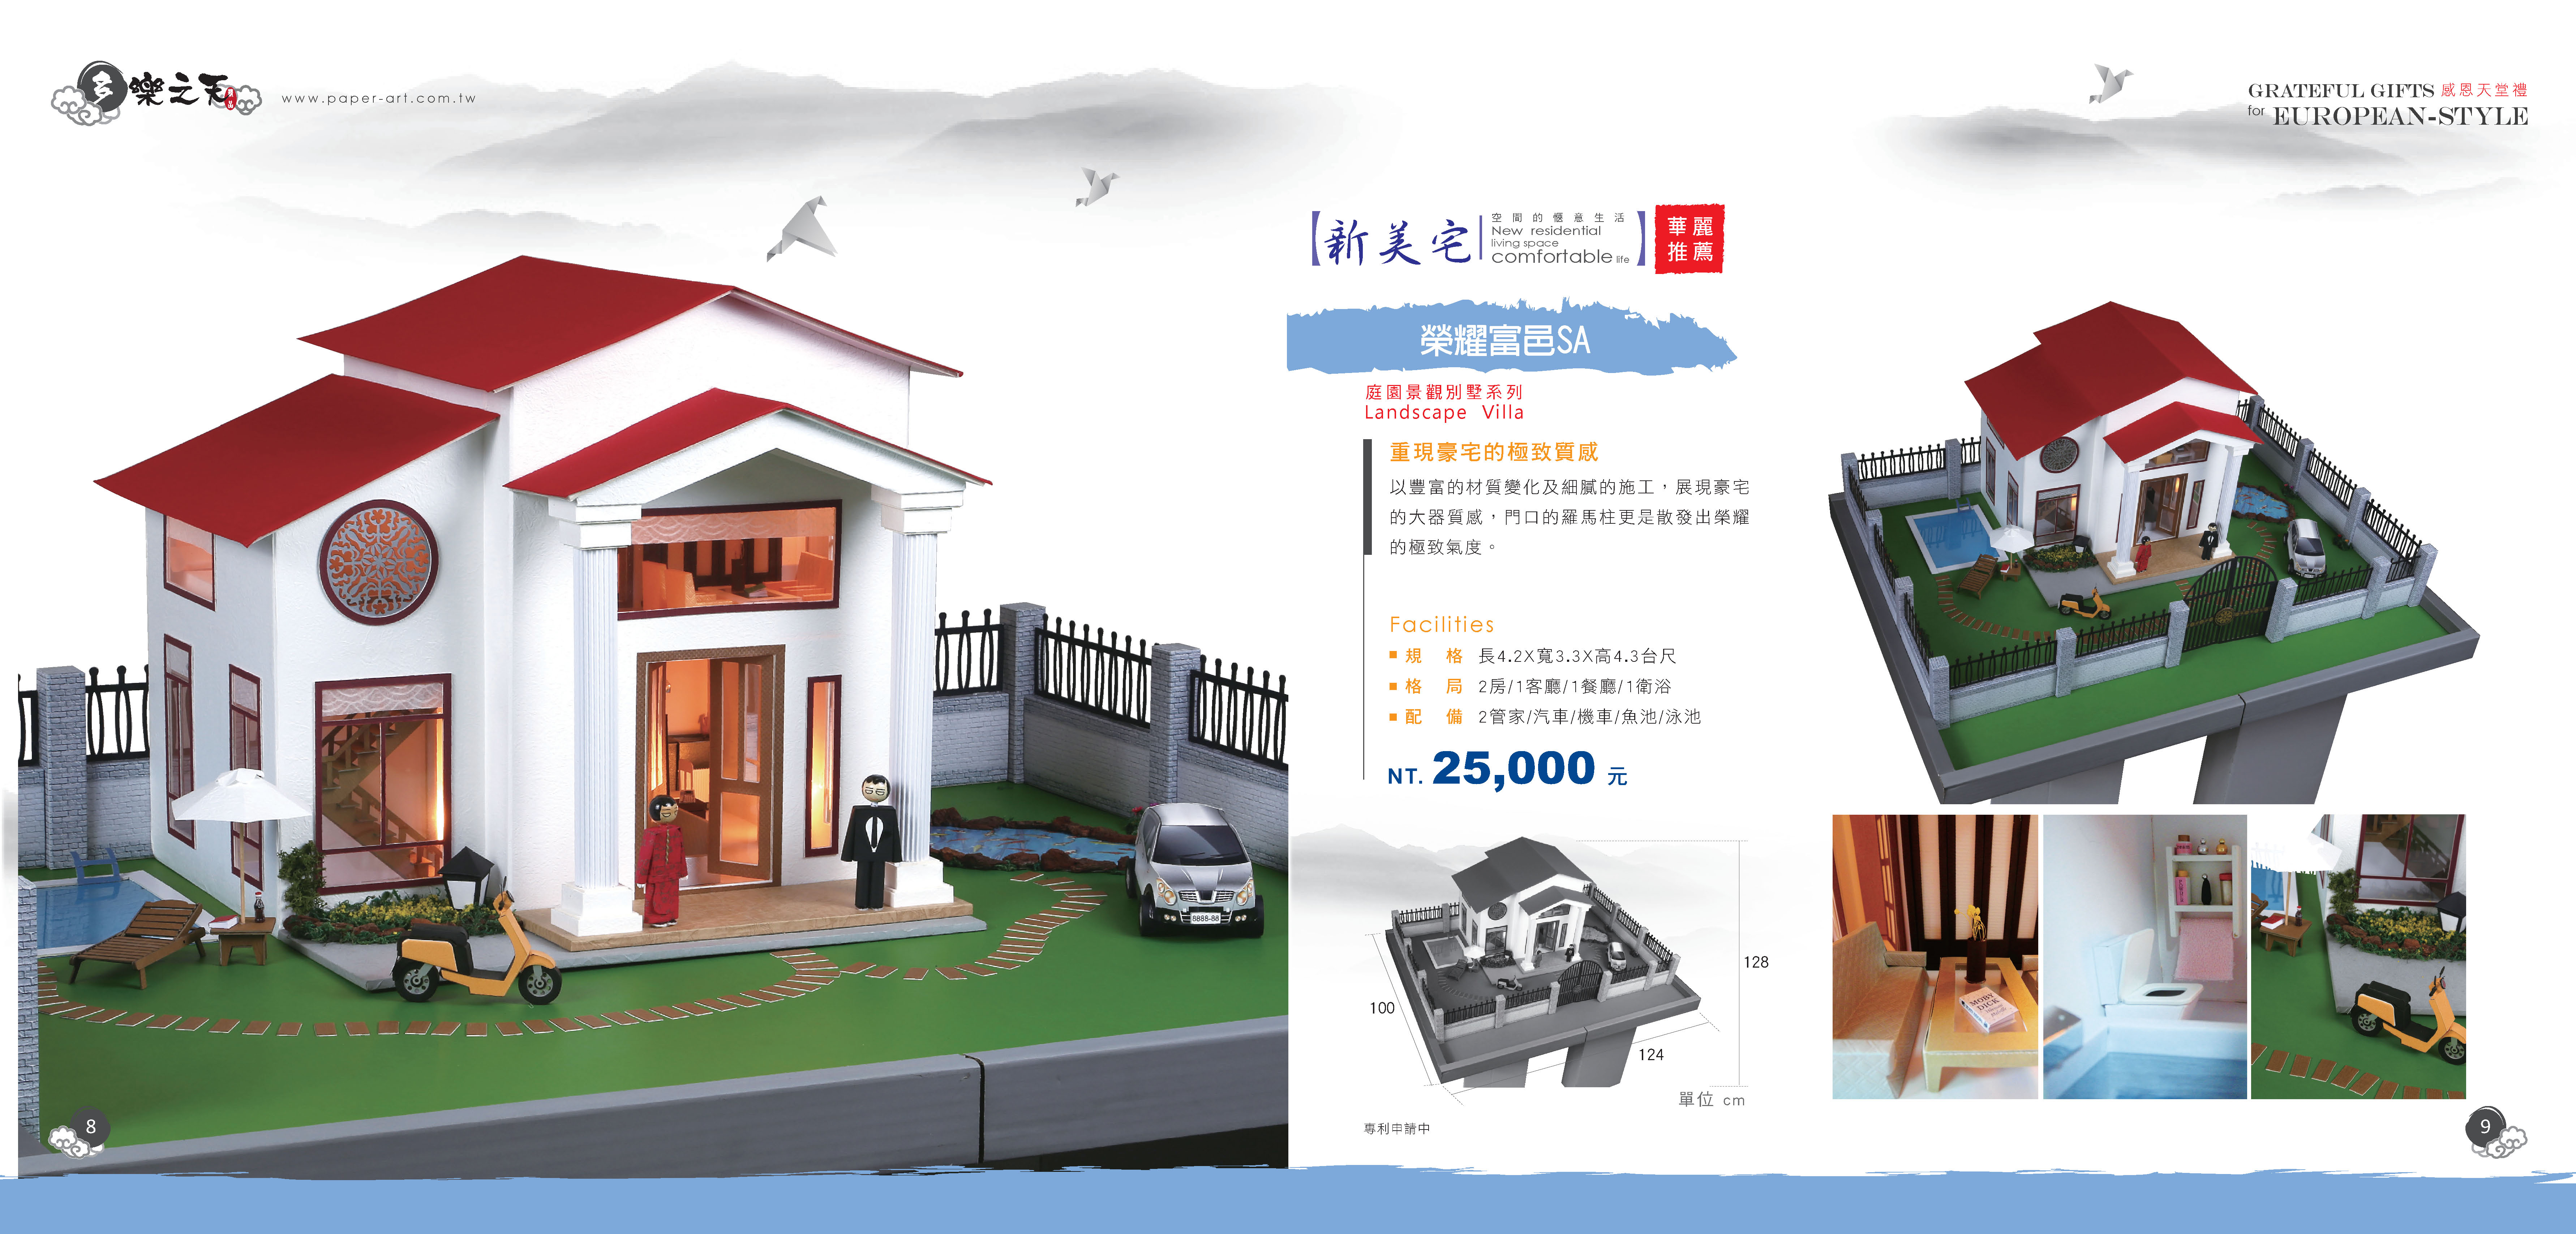 多樂之天
www.paper-art.com.tw
GRATEFUL GIFTS 感恩天堂禮
for EUROPEAN-STYLE
【新美宅
空間的愜意生活
New residential
living space
comfortable life】
華麗
推薦
榮耀富邑SA
庭園景觀別墅系列
Landscape Villa
重現豪宅的極致質感
以豐富的材質變化及細膩的施工，展現豪宅
的大器質感，門口的羅馬柱更是散發出榮耀
的極致氣度。
Facilities
■ 規 格 長4.2X寬3.3X高4.3台尺
■ 格 局 2房/1客廳/1餐廳/1衛浴
■ 配 備 2管家/汽車/機車/魚池/泳池
NT. 25,000 元
8888-88
128
100
124
單位 cm
專利申請中
MOBY
DICK
8
9